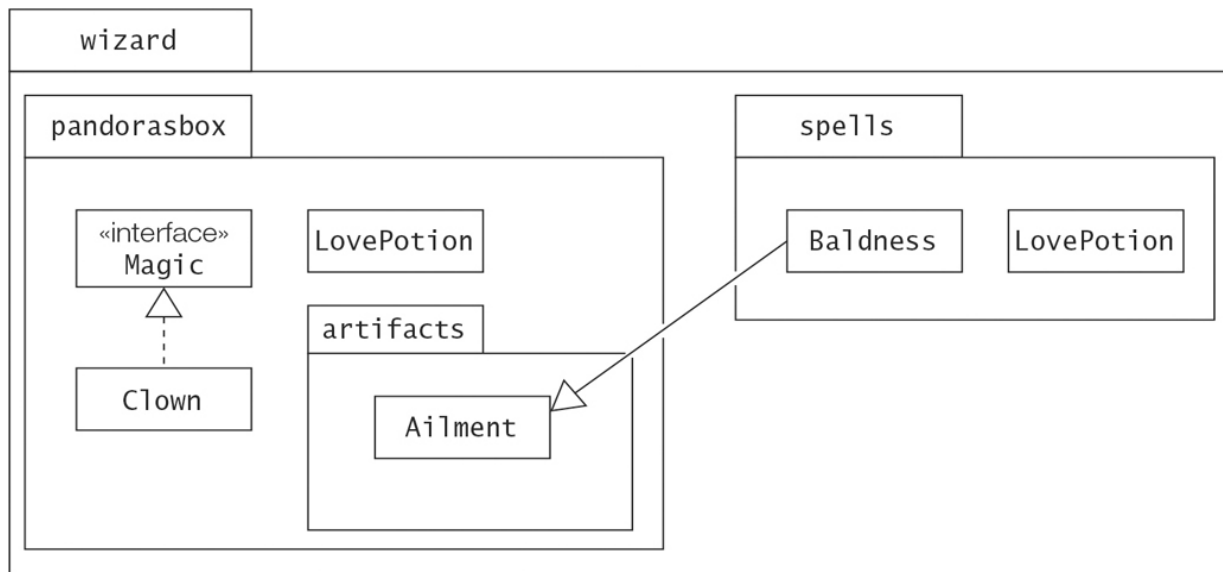 wizard
pandorasbox
spells
«interface»
Magic
LovePotion
Baldness
LovePotion
artifacts
Clown
Ailment